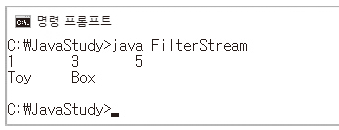 명령 프롬프트
C:₩JavaStudy>java FilterStream
1 3 5
Toy Box
C:₩JavaStudy>